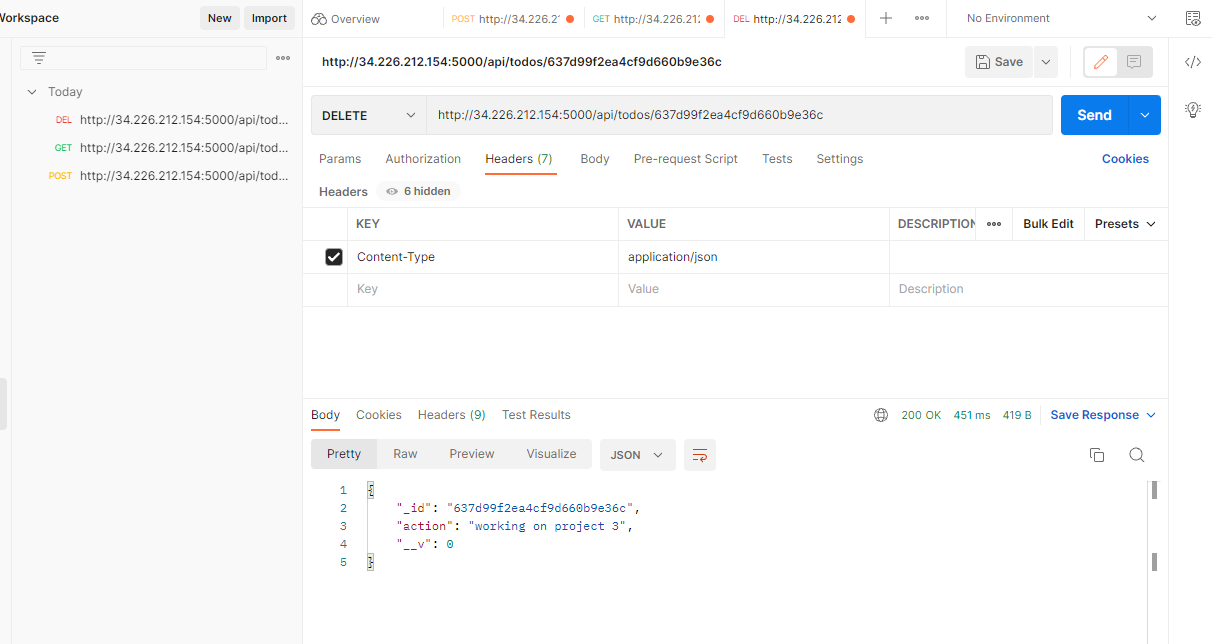 Workspace
New
Import
Overview
POST http://34.226.2
GET http://34.226.212
DEL http://34.226.212
No Environment
http://34.226.212.154:5000/api/todos/637d99f2ea4cf9d660b9e36c
Save
Today
DEL http://34.226.212.154:5000/api/tod...
GET http://34.226.212.154:5000/api/tod...
POST http://34.226.212.154:5000/api/tod...
DELETE
http://34.226.212.154:5000/api/todos/637d99f2ea4cf9d660b9e36c
Send
Params Authorization Headers (7) Body Pre-request Script Tests Settings Cookies
Headers 6 hidden
KEY VALUE DESCRIPTION Bulk Edit Presets
Content-Type application/json
Key Value Description
Body Cookies Headers (9) Test Results 200 OK 451 ms 419 B Save Response
Pretty Raw Preview Visualize JSON
1 {
2 "_id": "637d99f2ea4cf9d660b9e36c",
3 "action": "working on project 3",
4 "__v": 0
5 }